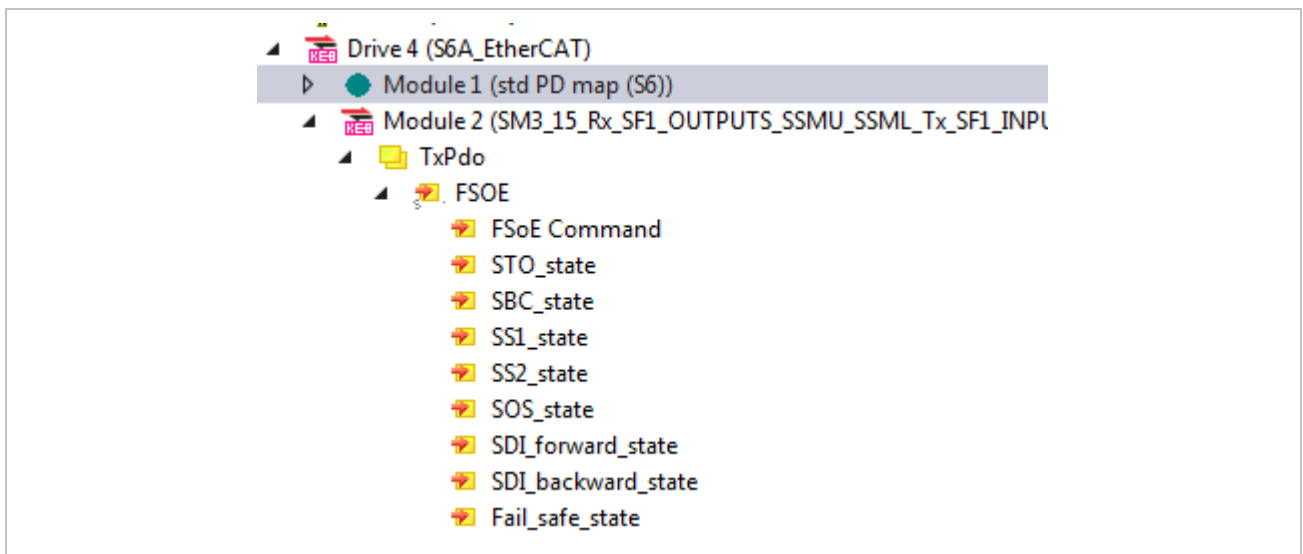 Drive 4 (S6A_EtherCAT)
Module 1 (std PD map (S6))
Module 2 (SM3_15_Rx_SF1_OUTPUTS_SSMU_SSML_Tx_SF1_INPU
TxPdo
FSOE
FSoE Command
STO_state
SBC_state
SS1_state
SS2_state
SOS_state
SDI_forward_state
SDI_backward_state
Fail_safe_state